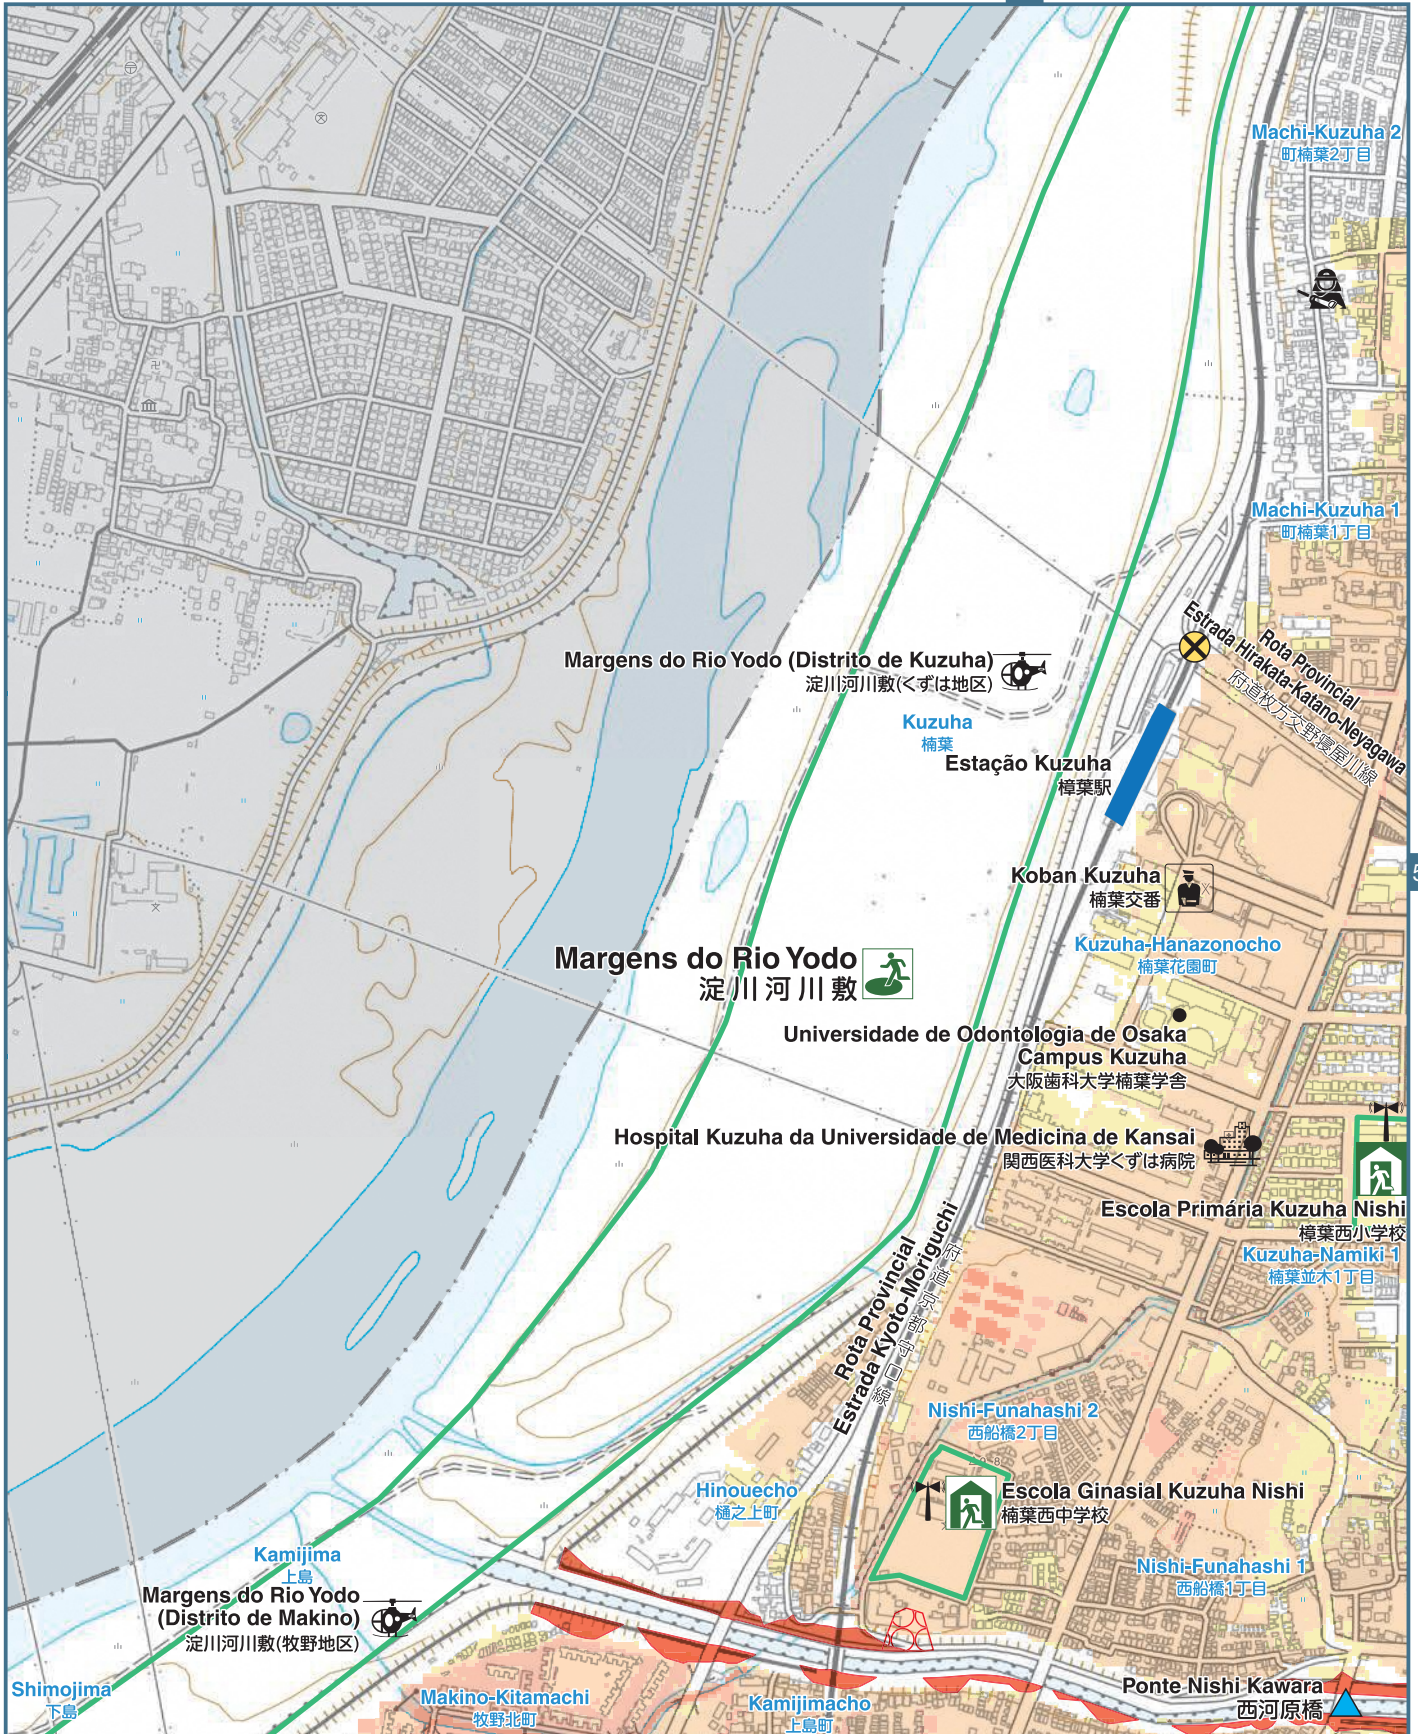 Machi-Kuzuha 2
町楠葉2丁目
Machi-Kuzuha 1
町楠葉1丁目
Rota Provincial
Estrada Hirakata-Katano-Neyagawa
府道枚方交野寝屋川線
Margens do Rio Yodo (Distrito de Kuzuha)
淀川河川敷(くずは地区)
Kuzuha
楠葉
Estação Kuzuha
樟葉駅
5
Koban Kuzuha
楠葉交番
Kuzuha-Hanazonocho
楠葉花園町
Margens do Rio Yodo
淀川河川敷
Universidade de Odontologia de Osaka
Campus Kuzuha
大阪歯科大学楠葉学舎
Hospital Kuzuha da Universidade de Medicina de Kansai
関西医科大学くずは病院
Escola Primária Kuzuha Nishi
樟葉西小学校
Kuzuha-Namiki 1
楠葉並木1丁目
Rota Provincial
Estrada Kyoto-Moriguchi
府道京都守口線
Nishi-Funahashi 2
西船橋2丁目
Hinouecho
樋之上町
Escola Ginasial Kuzuha Nishi
楠葉西中学校
Kamijima
上島
Nishi-Funahashi 1
西船橋1丁目
Margens do Rio Yodo
(Distrito de Makino)
淀川河川敷(牧野地区)
Shimojima
下島
Makino-Kitamachi
牧野北町
Kamijimacho
上島町
Ponte Nishi Kawara
西河原橋